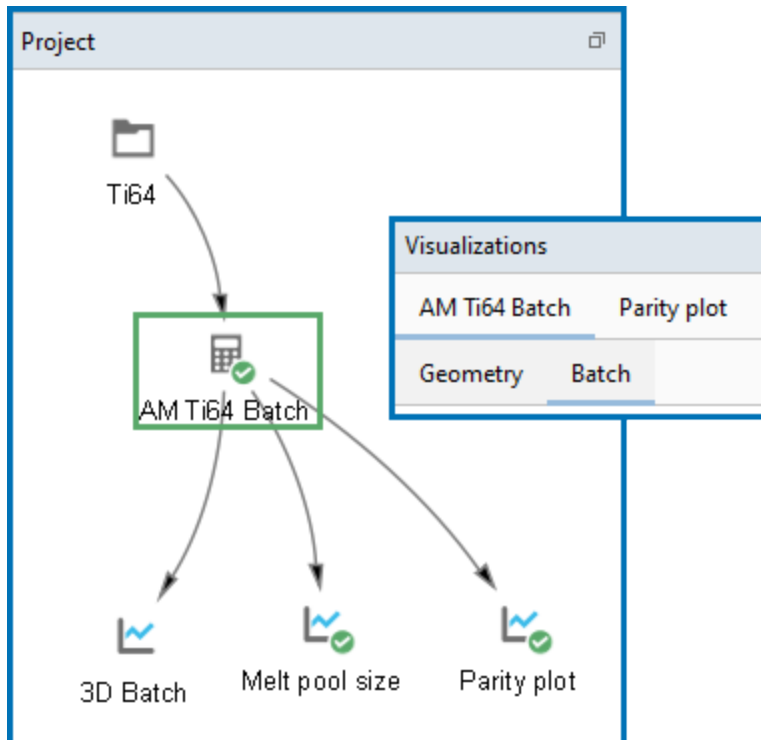 Project
Ti64
Visualizations
AM Ti64 Batch Parity plot
Geometry Batch
AM Ti64 Batch
3D Batch
Melt pool size
Parity plot